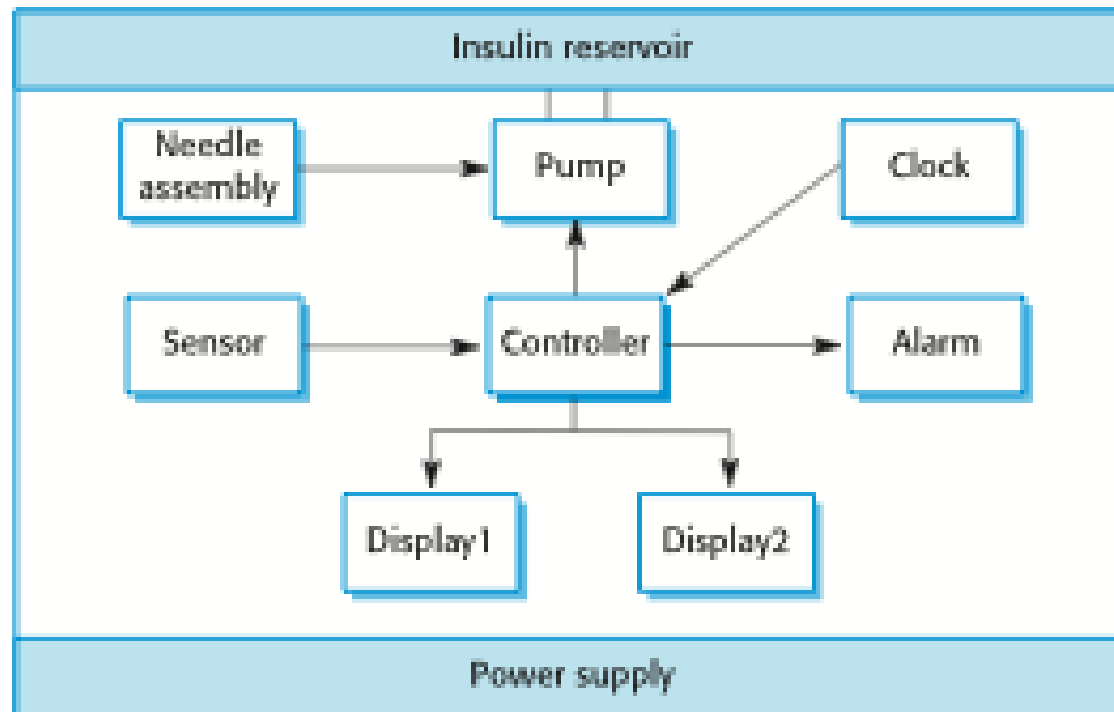 Insulin reservoir
Needle
assembly
Pump
Clock
Sensor
Controller
Alarm
Display1
Display2
Power supply